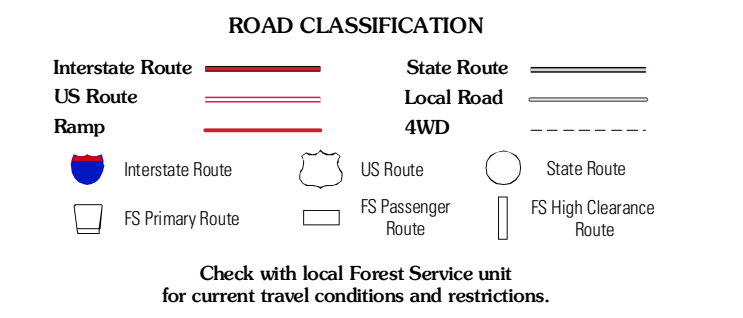 ROAD CLASSIFICATION
Interstate Route
State Route
US Route
Local Road
Ramp
4WD
Interstate Route
US Route
State Route
FS Primary Route
FS Passenger
Route
FS High Clearance
Route
Check with local Forest Service unit
for current travel conditions and restrictions.